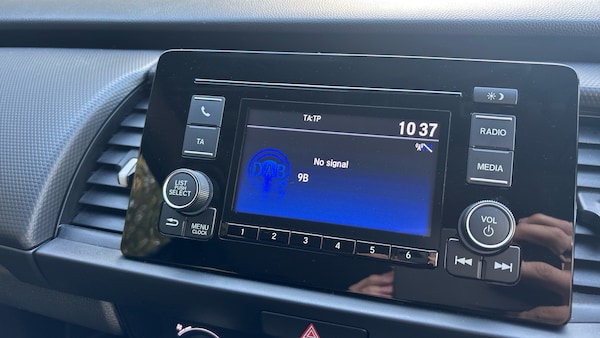 TA:TP
10 37
No signal
9B
DAB
TA
LIST
PUSH
SELECT
MENU
CLOCK
RADIO
MEDIA
VOL
1 2 3 4 5 6